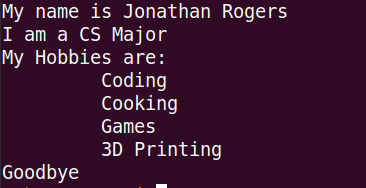 My name is Jonathan Rogers
I am a CS Major
My Hobbies are:
Coding
Cooking
Games
3D Printing
Goodbye